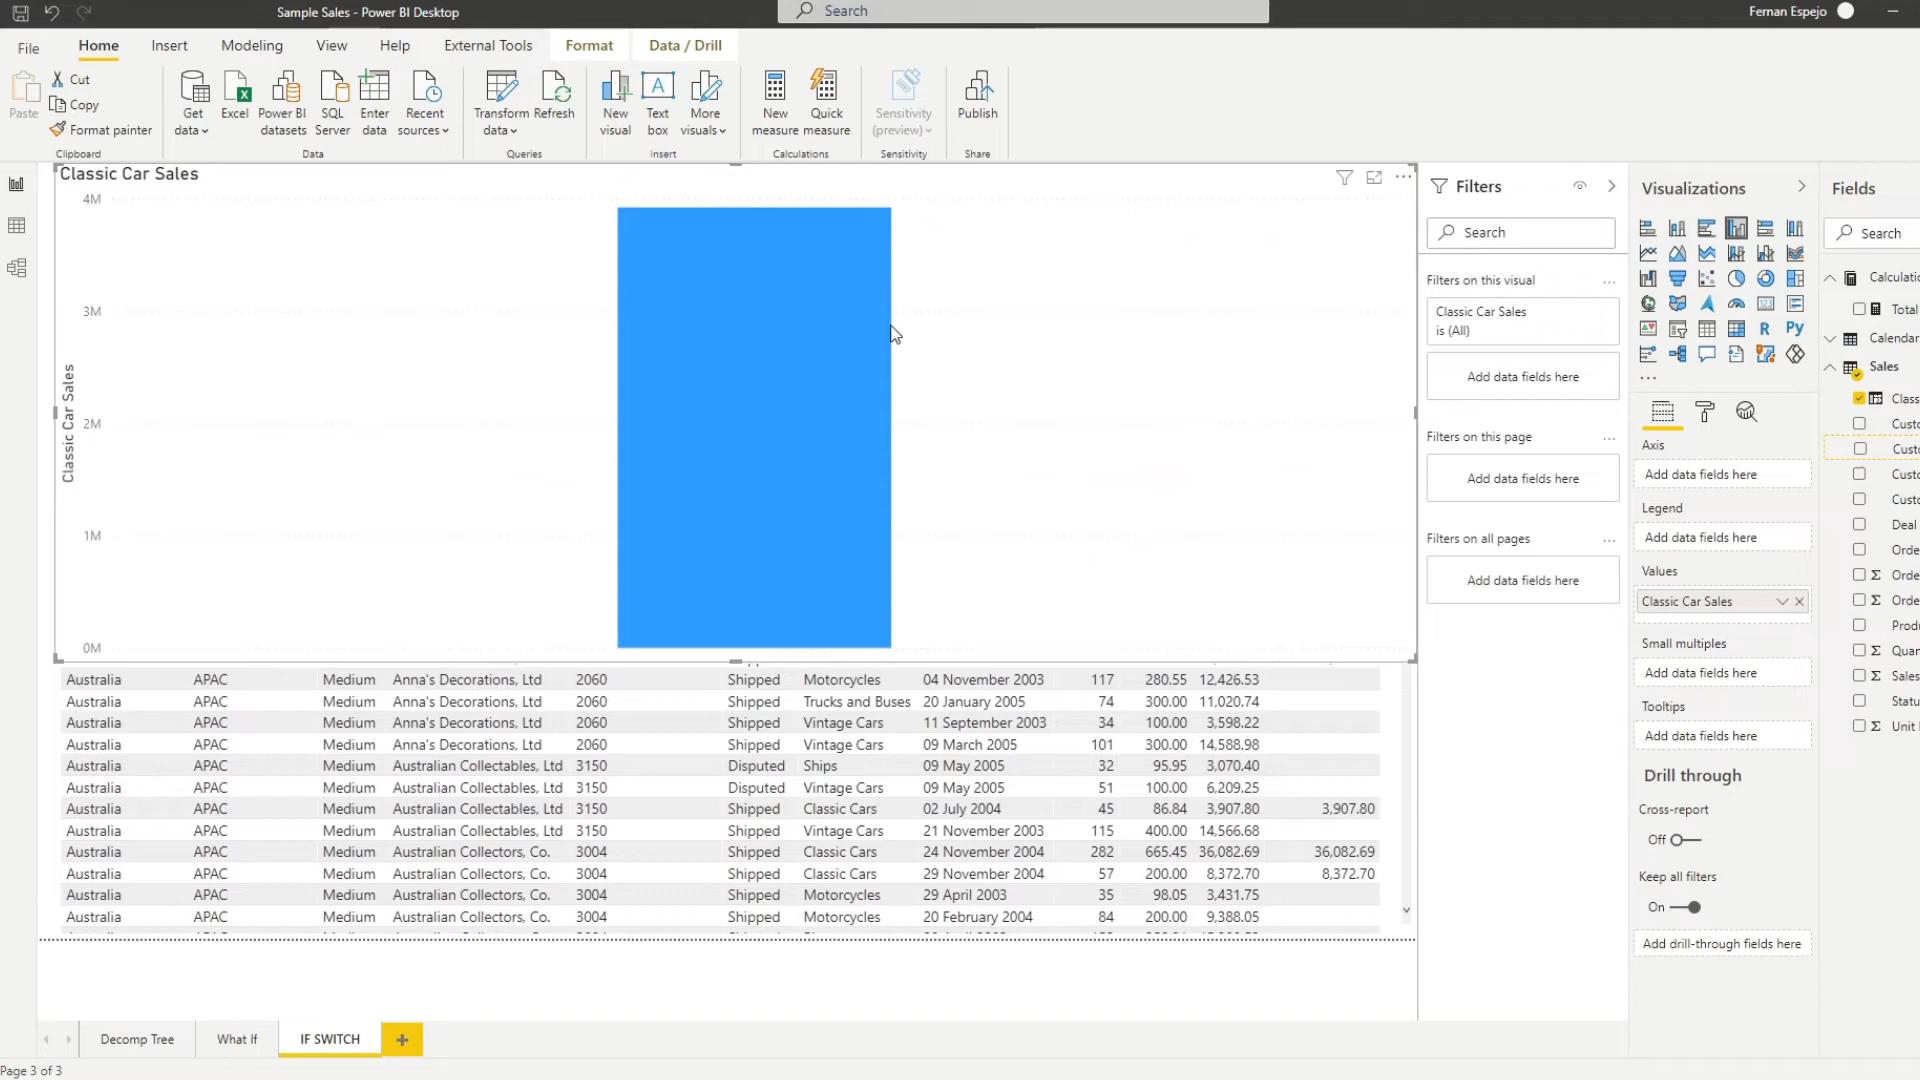 Sample Sales - Power BI Desktop
Search
Fernan Espejo
File
Home
Insert
Modeling
View
Help
External Tools
Format
Data / Drill
Paste
Cut
Copy
Format painter
Clipboard
Get data
Excel
Power BI datasets
SQL Server
Enter data
Recent sources
Data
Transform data
Refresh
Queries
New visual
Text box
More visuals
Insert
New measure
Quick measure
Calculations
Sensitivity (preview)
Sensitivity
Publish
Share
Classic Car Sales
4M
3M
2M
1M
0M
Classic Car Sales
Australia APAC Medium Anna's Decorations, Ltd 2060 Shipped Motorcycles 04 November 2003 117 280.55 12,426.53
Australia APAC Medium Anna's Decorations, Ltd 2060 Shipped Trucks and Buses 20 January 2005 74 300.00 11,020.74
Australia APAC Medium Anna's Decorations, Ltd 2060 Shipped Vintage Cars 11 September 2003 34 100.00 3,598.22
Australia APAC Medium Anna's Decorations, Ltd 2060 Shipped Vintage Cars 09 March 2005 101 300.00 14,588.98
Australia APAC Medium Australian Collectables, Ltd 3150 Disputed Ships 09 May 2005 32 95.95 3,070.40
Australia APAC Medium Australian Collectables, Ltd 3150 Disputed Vintage Cars 09 May 2005 51 100.00 6,209.25
Australia APAC Medium Australian Collectables, Ltd 3150 Shipped Classic Cars 02 July 2004 45 86.84 3,907.80 3,907.80
Australia APAC Medium Australian Collectables, Ltd 3150 Shipped Vintage Cars 21 November 2003 115 400.00 14,566.68
Australia APAC Medium Australian Collectors, Co. 3004 Shipped Classic Cars 24 November 2004 282 665.45 36,082.69 36,082.69
Australia APAC Medium Australian Collectors, Co. 3004 Shipped Classic Cars 29 November 2004 57 200.00 8,372.70 8,372.70
Australia APAC Medium Australian Collectors, Co. 3004 Shipped Motorcycles 29 April 2003 35 98.05 3,431.75
Australia APAC Medium Australian Collectors, Co. 3004 Shipped Motorcycles 20 February 2004 84 200.00 9,388.05
Filters
Search
Filters on this visual
Classic Car Sales
is (All)
Add data fields here
Filters on this page
Add data fields here
Filters on all pages
Add data fields here
Visualizations
R
Py
123
Axis
Add data fields here
Legend
Add data fields here
Values
Classic Car Sales
Small multiples
Add data fields here
Tooltips
Add data fields here
Drill through
Cross-report
Off
Keep all filters
On
Add drill-through fields here
Fields
Search
Calculatio
Total
Calendar
Sales
Class
Custo
Custo
Custo
Custo
Deal
Orde
Σ Orde
Σ Orde
Produ
Σ Quan
Σ Sales
Statu
Σ Unit
Decomp Tree
What If
IF SWITCH
Page 3 of 3